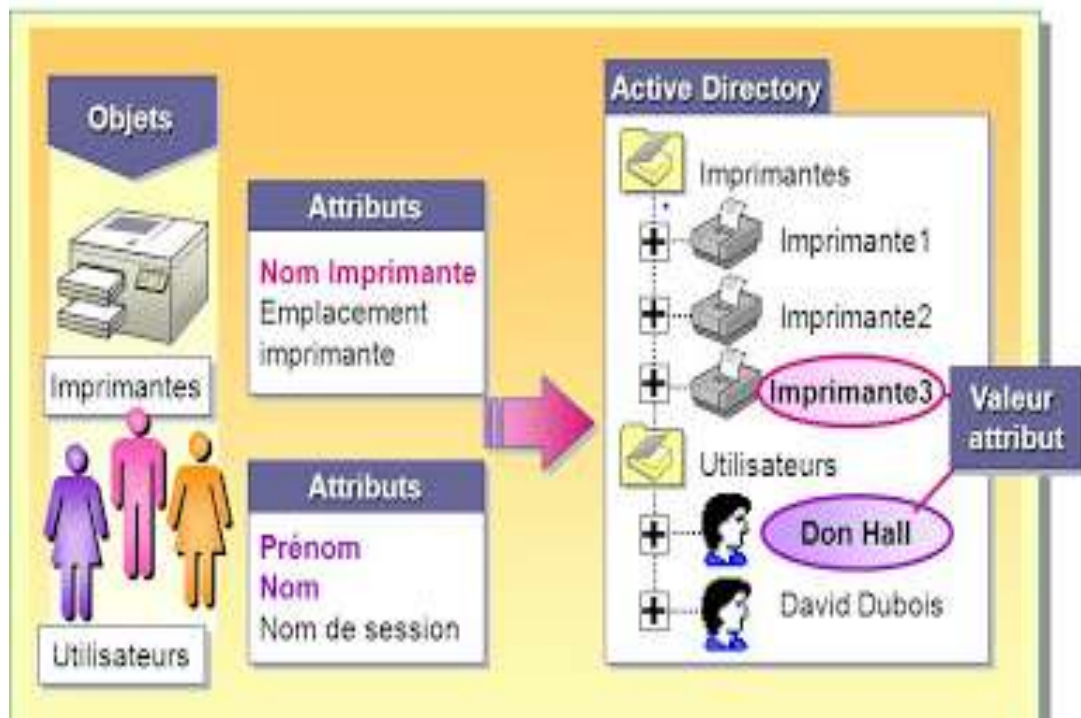 Objets
Imprimantes
Utilisateurs
Attributs
Nom Imprimante
Emplacement
imprimante
Attributs
Prénom
Nom
Nom de session
Active Directory
Imprimantes
Imprimante1
Imprimante2
Imprimante3
Utilisateurs
Don Hall
David Dubois
Valeur
attribut